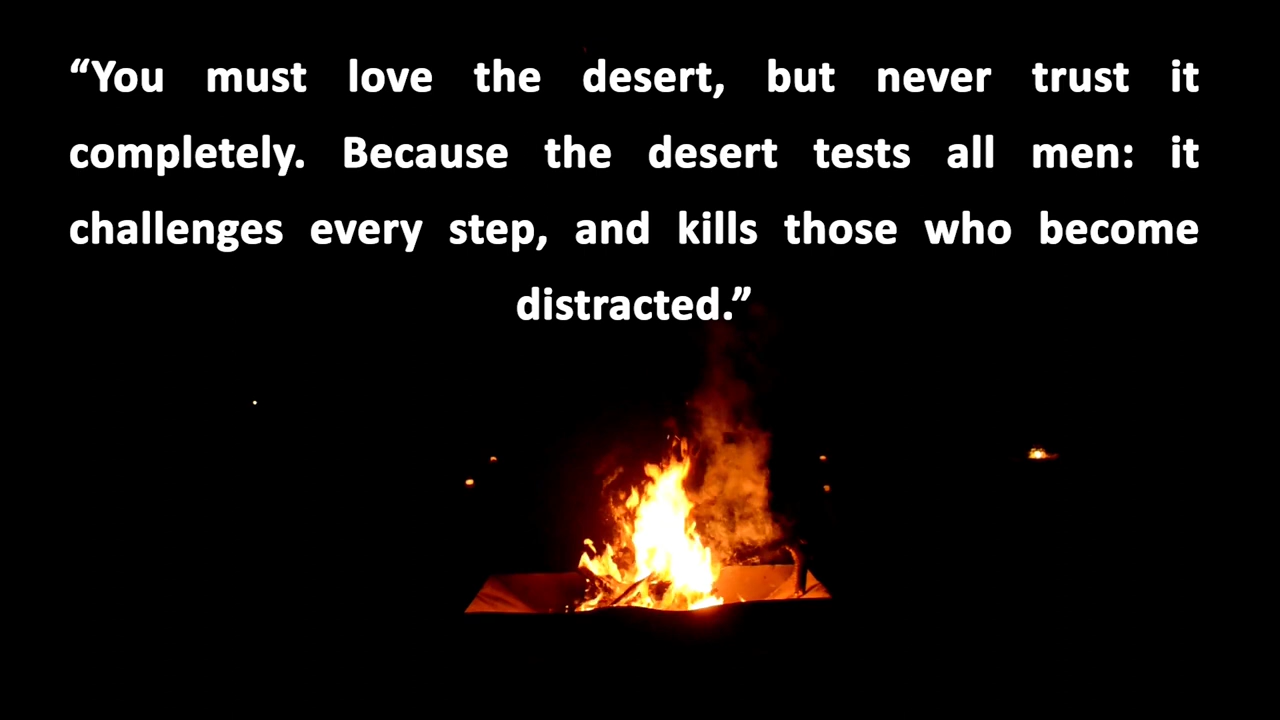 “You must love the desert, but never trust it
completely. Because the desert tests all men: it
challenges every step, and kills those who become
distracted.”